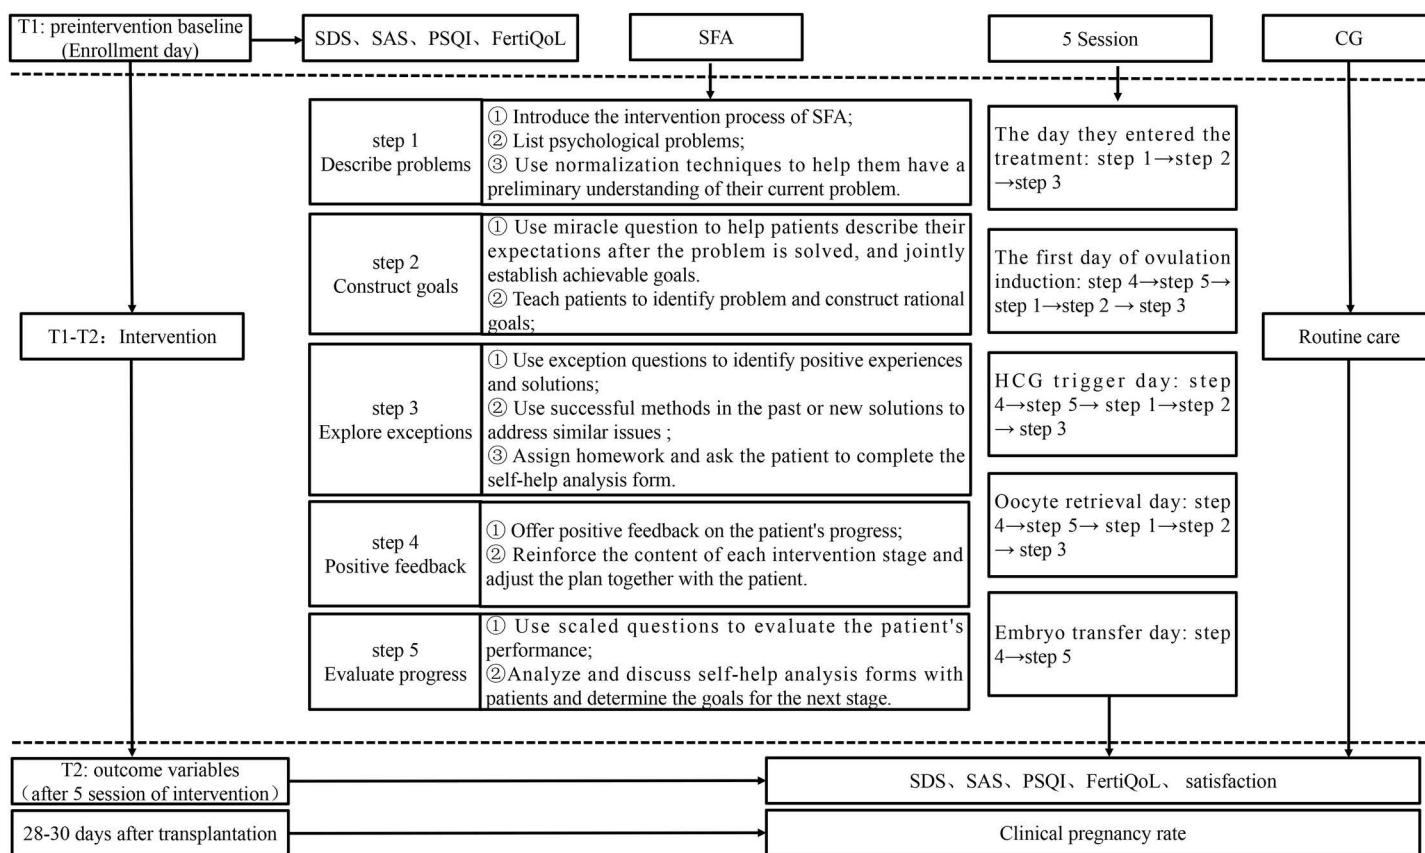 T1: preintervention baseline
(Enrollment day)
SDS、SAS、PSQI、FertiQoL
SFA
5 Session
CG
step 1
Describe problems
① Introduce the intervention process of SFA;
② List psychological problems;
③ Use normalization techniques to help them have a
preliminary understanding of their current problem.
The day they entered the
treatment: step 1→step 2
→step 3
step 2
Construct goals
① Use miracle question to help patients describe their
expectations after the problem is solved, and jointly
establish achievable goals.
② Teach patients to identify problem and construct rational
goals;
The first day of ovulation
induction: step 4→step 5→
step 1→step 2 → step 3
T1-T2：Intervention
Routine care
step 3
Explore exceptions
① Use exception questions to identify positive experiences
and solutions;
② Use successful methods in the past or new solutions to
address similar issues ;
③ Assign homework and ask the patient to complete the
self-help analysis form.
HCG trigger day: step
4→step 5→ step 1→step 2
→ step 3
step 4
Positive feedback
① Offer positive feedback on the patient's progress;
② Reinforce the content of each intervention stage and
adjust the plan together with the patient.
Oocyte retrieval day: step
4→step 5→ step 1→step 2
→ step 3
step 5
Evaluate progress
① Use scaled questions to evaluate the patient's
performance;
②Analyze and discuss self-help analysis forms with
patients and determine the goals for the next stage.
Embryo transfer day: step
4→step 5
T2: outcome variables
（after 5 session of intervention）
SDS、SAS、PSQI、FertiQoL、 satisfaction
28-30 days after transplantation
Clinical pregnancy rate